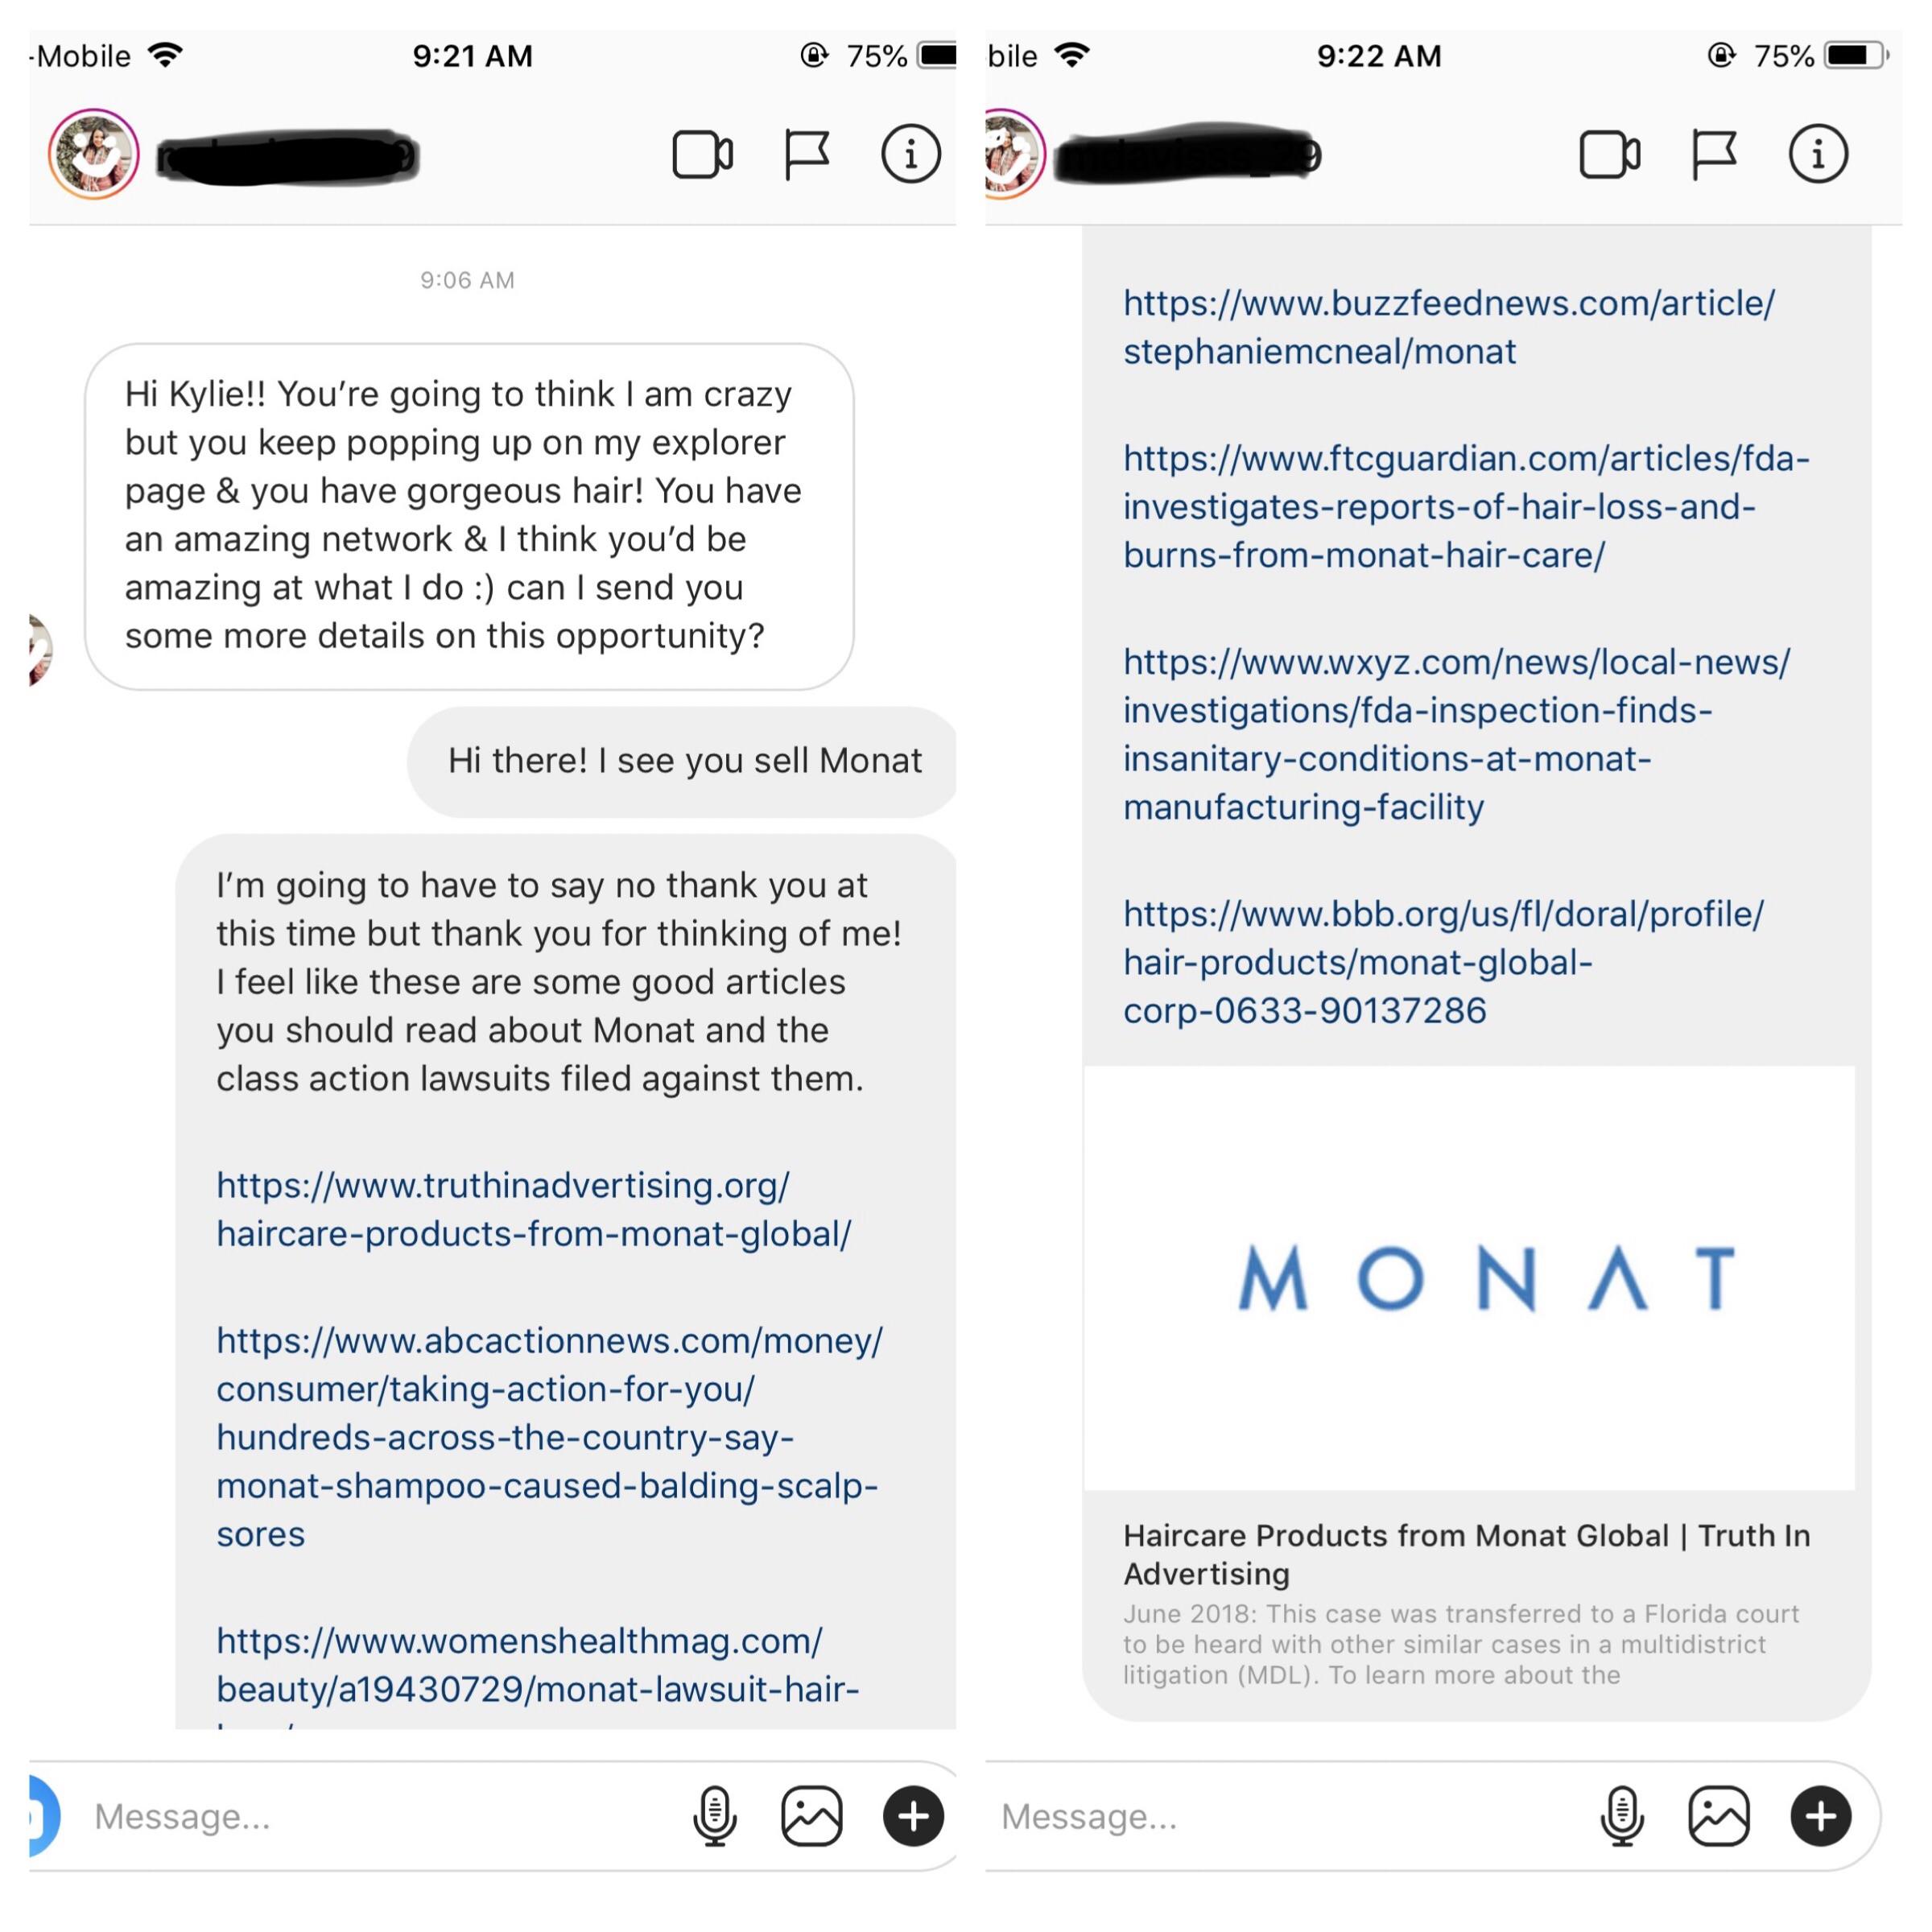 -Mobile 9:21 AM 75%
9:06 AM
Hi Kylie!! You’re going to think I am crazy
but you keep popping up on my explorer
page & you have gorgeous hair! You have
an amazing network & I think you’d be
amazing at what I do :) can I send you
some more details on this opportunity?
Hi there! I see you sell Monat
I’m going to have to say no thank you at
this time but thank you for thinking of me!
I feel like these are some good articles
you should read about Monat and the
class action lawsuits filed against them.
https://www.truthinadvertising.org/
haircare-products-from-monat-global/
https://www.abcactionnews.com/money/
consumer/taking-action-for-you/
hundreds-across-the-country-say-
monat-shampoo-caused-balding-scalp-
sores
https://www.womenshealthmag.com/
beauty/a19430729/monat-lawsuit-hair-
Message...
bile 9:22 AM 75%
https://www.buzzfeednews.com/article/
stephaniemcneal/monat
https://www.ftcguardian.com/articles/fda-
investigates-reports-of-hair-loss-and-
burns-from-monat-hair-care/
https://www.wxyz.com/news/local-news/
investigations/fda-inspection-finds-
insanitary-conditions-at-monat-
manufacturing-facility
https://www.bbb.org/us/fl/doral/profile/
hair-products/monat-global-
corp-0633-90137286
MONAT
Haircare Products from Monat Global | Truth In
Advertising
June 2018: This case was transferred to a Florida court
to be heard with other similar cases in a multidistrict
litigation (MDL). To learn more about the
Message...